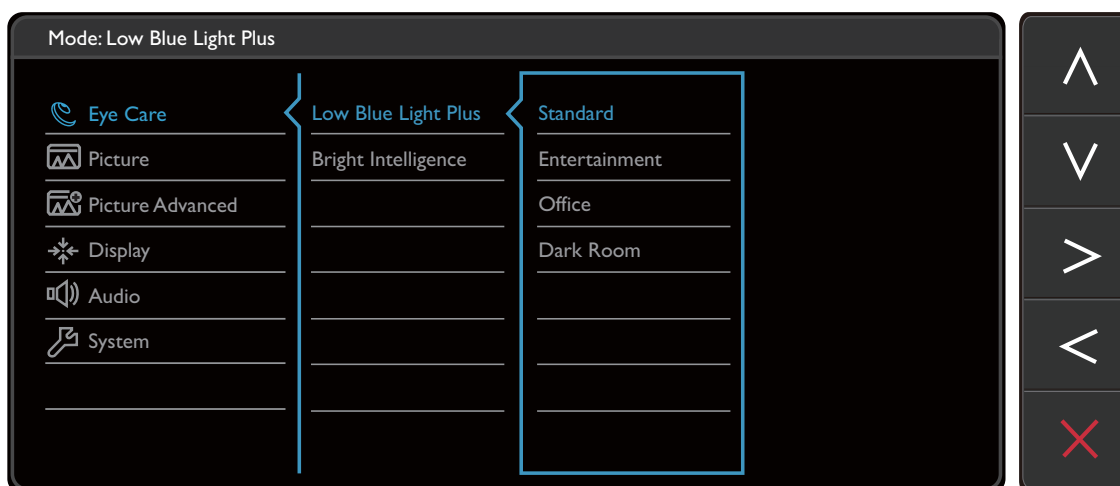 Mode: Low Blue Light Plus
Eye Care
Low Blue Light Plus
Standard
Picture
Bright Intelligence
Entertainment
Picture Advanced
Office
Display
Dark Room
Audio
System